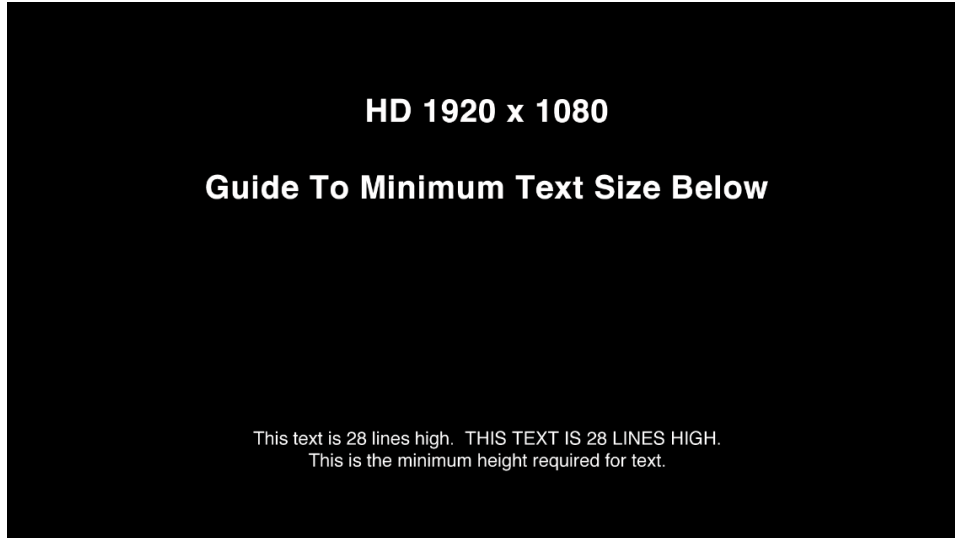 HD 1920 x 1080
Guide To Minimum Text Size Below
This text is 28 lines high.  THIS TEXT IS 28 LINES HIGH.
This is the minimum height required for text.